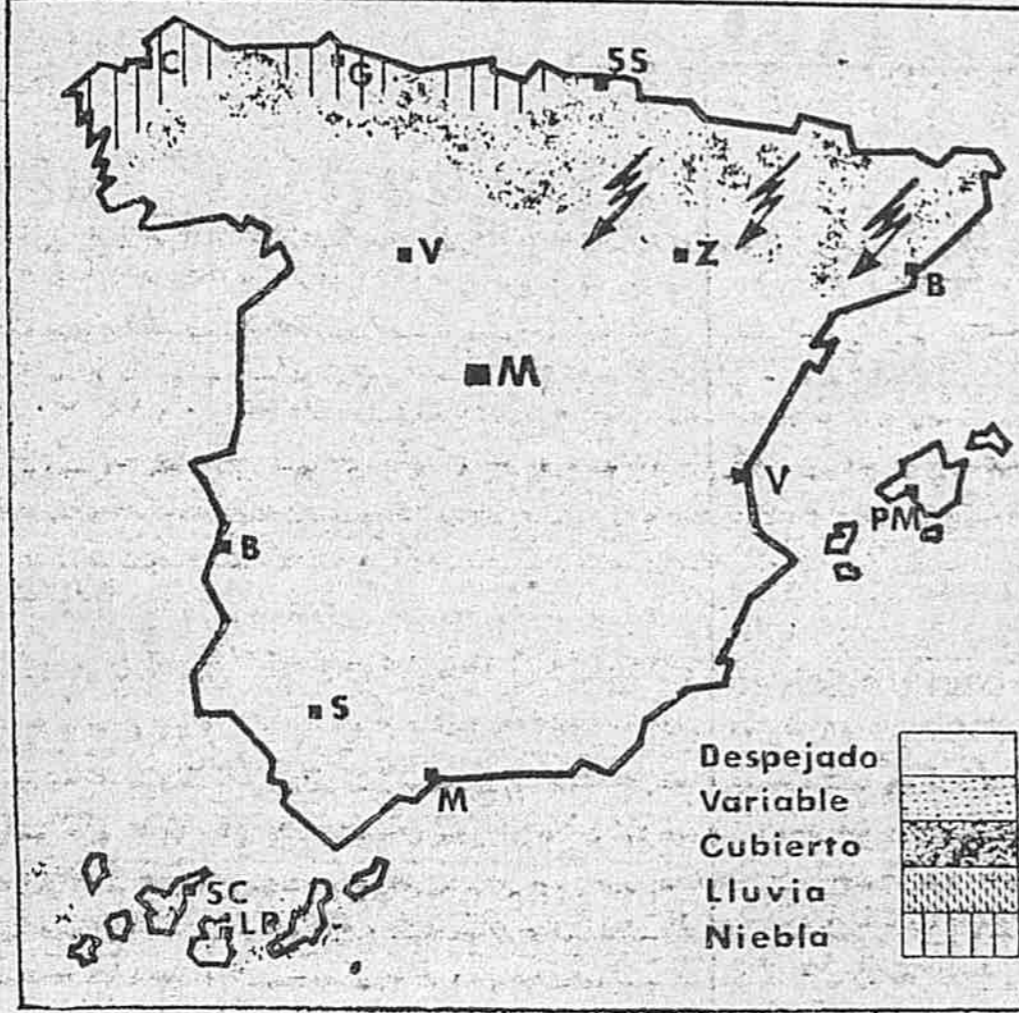 C
G
SS
V
Z
B
M
V
PM
B
S
M
SC
LP
Despejado
Variable
Cubierto
Lluvia
Niebla